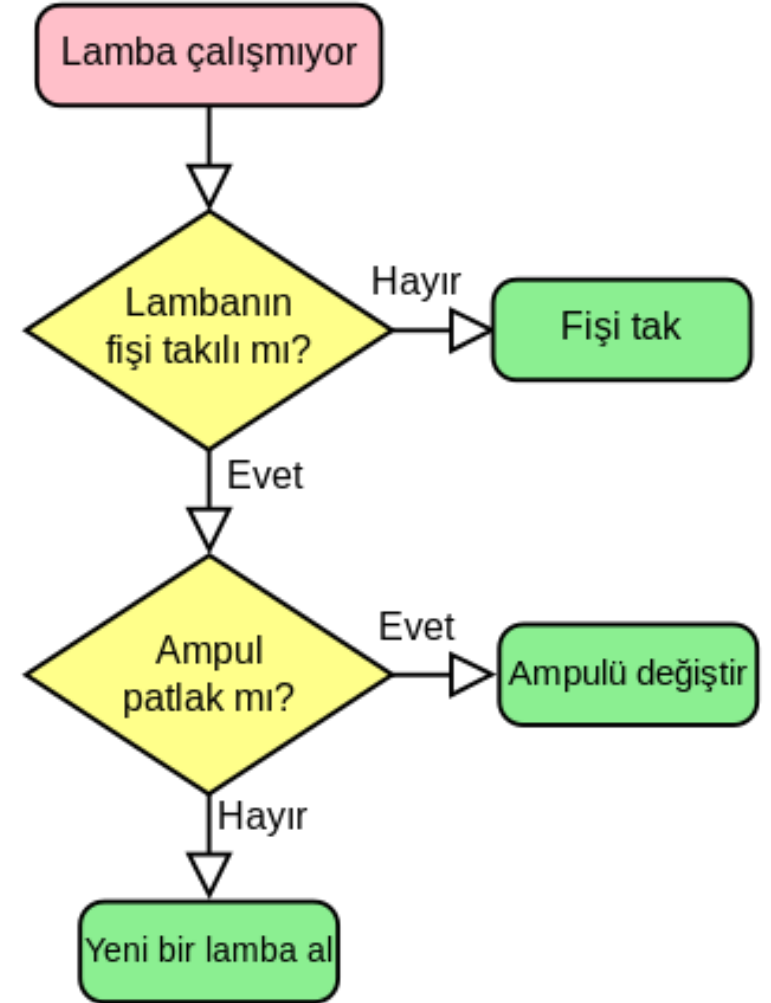 Lamba çalışmıyor
Lambanın
fişi takılı mı?
Hayır
Fişi tak
Evet
Ampul
patlak mı?
Evet
Ampulü değiştir
Hayır
Yeni bir lamba al